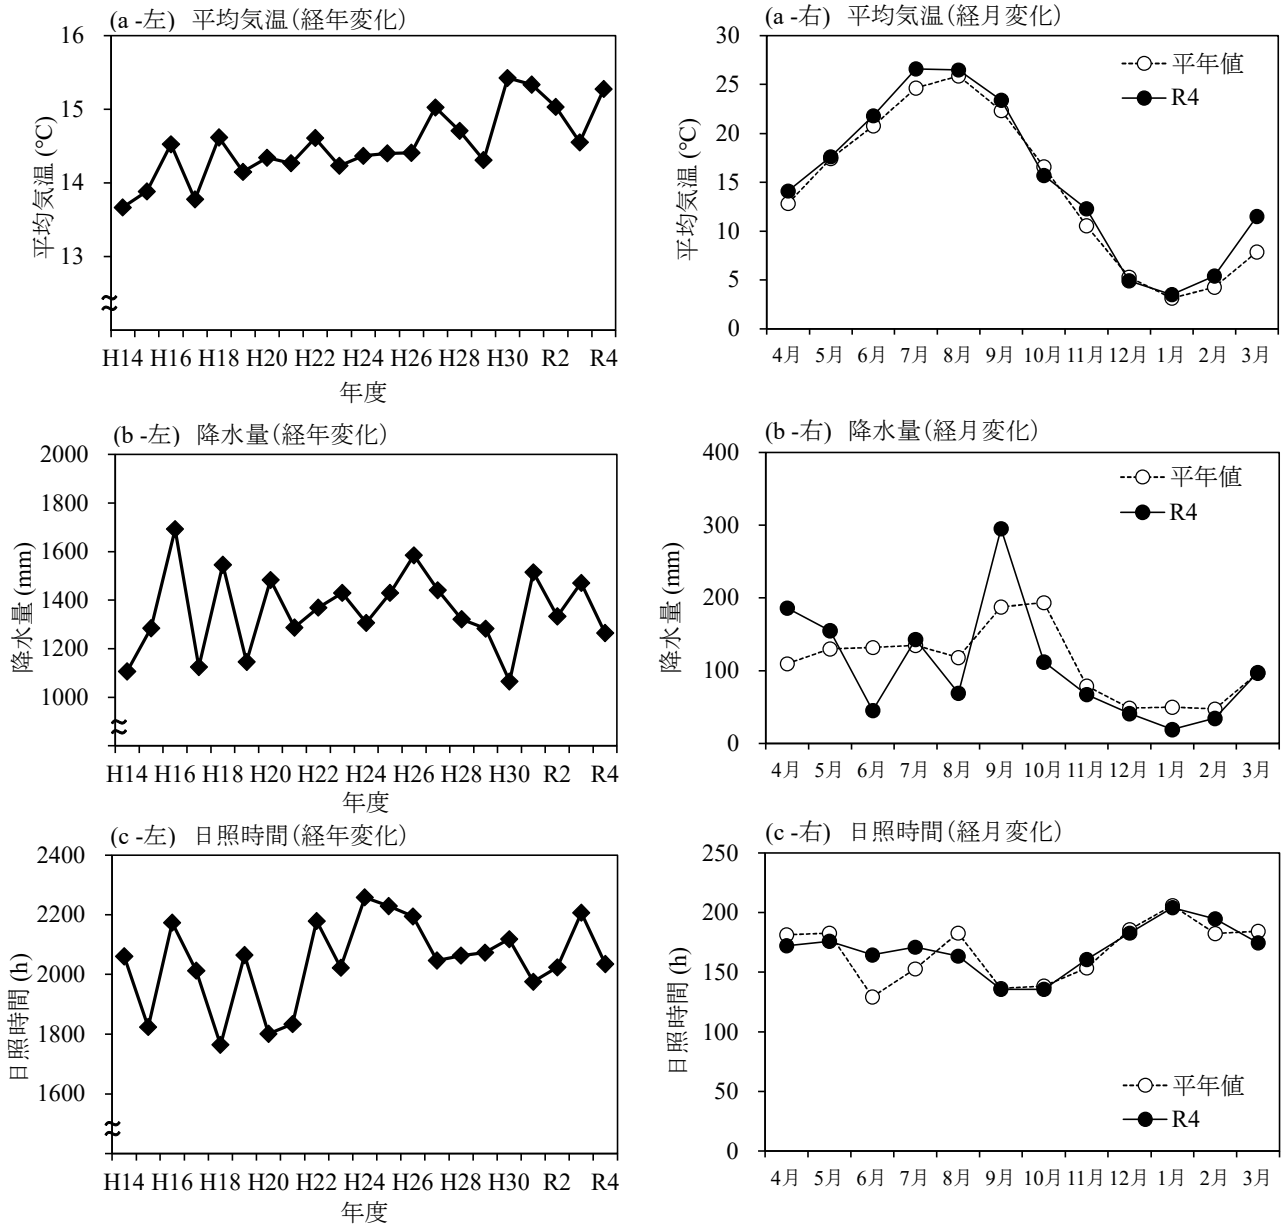 (a -左) 平均気温(経年変化)
16
15
14
13
平均気温 (℃)
H14 H16 H18 H20 H22 H24 H26 H28 H30 R2 R4
年度
(a -右) 平均気温(経月変化)
30
25
20
15
10
5
0
平均気温 (℃)
平年値
R4
4月 5月 6月 7月 8月 9月 10月 11月 12月 1月 2月 3月
(b -左) 降水量(経年変化)
2000
1800
1600
1400
1200
1000
降水量 (mm)
H14 H16 H18 H20 H22 H24 H26 H28 H30 R2 R4
年度
(b -右) 降水量(経月変化)
400
300
200
100
0
降水量 (mm)
平年値
R4
4月 5月 6月 7月 8月 9月 10月 11月 12月 1月 2月 3月
(c -左) 日照時間(経年変化)
2400
2200
2000
1800
1600
日照時間 (h)
H14 H16 H18 H20 H22 H24 H26 H28 H30 R2 R4
年度
(c -右) 日照時間(経月変化)
250
200
150
100
50
0
日照時間 (h)
平年値
R4
4月 5月 6月 7月 8月 9月 10月 11月 12月 1月 2月 3月